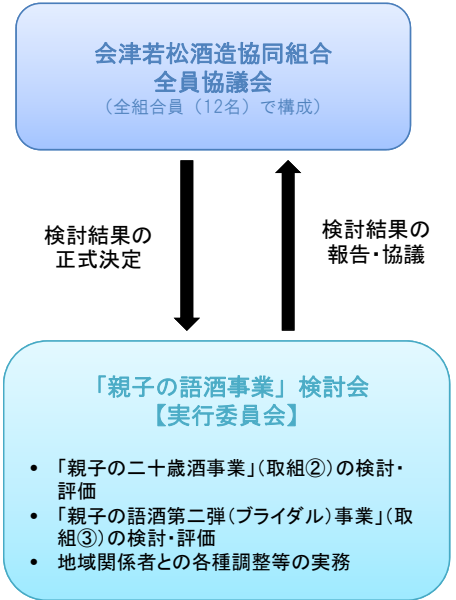 会津若松酒造協同組合
全員協議会
（全組合員（12名）で構成）
検討結果の
正式決定
検討結果の
報告・協議
「親子の語酒事業」検討会
【実行委員会】
• 「親子の二十歳酒事業」（取組②）の検討・
評価
• 「親子の語酒第二弾（ブライダル）事業」（取
組③）の検討・評価
• 地域関係者との各種調整等の実務